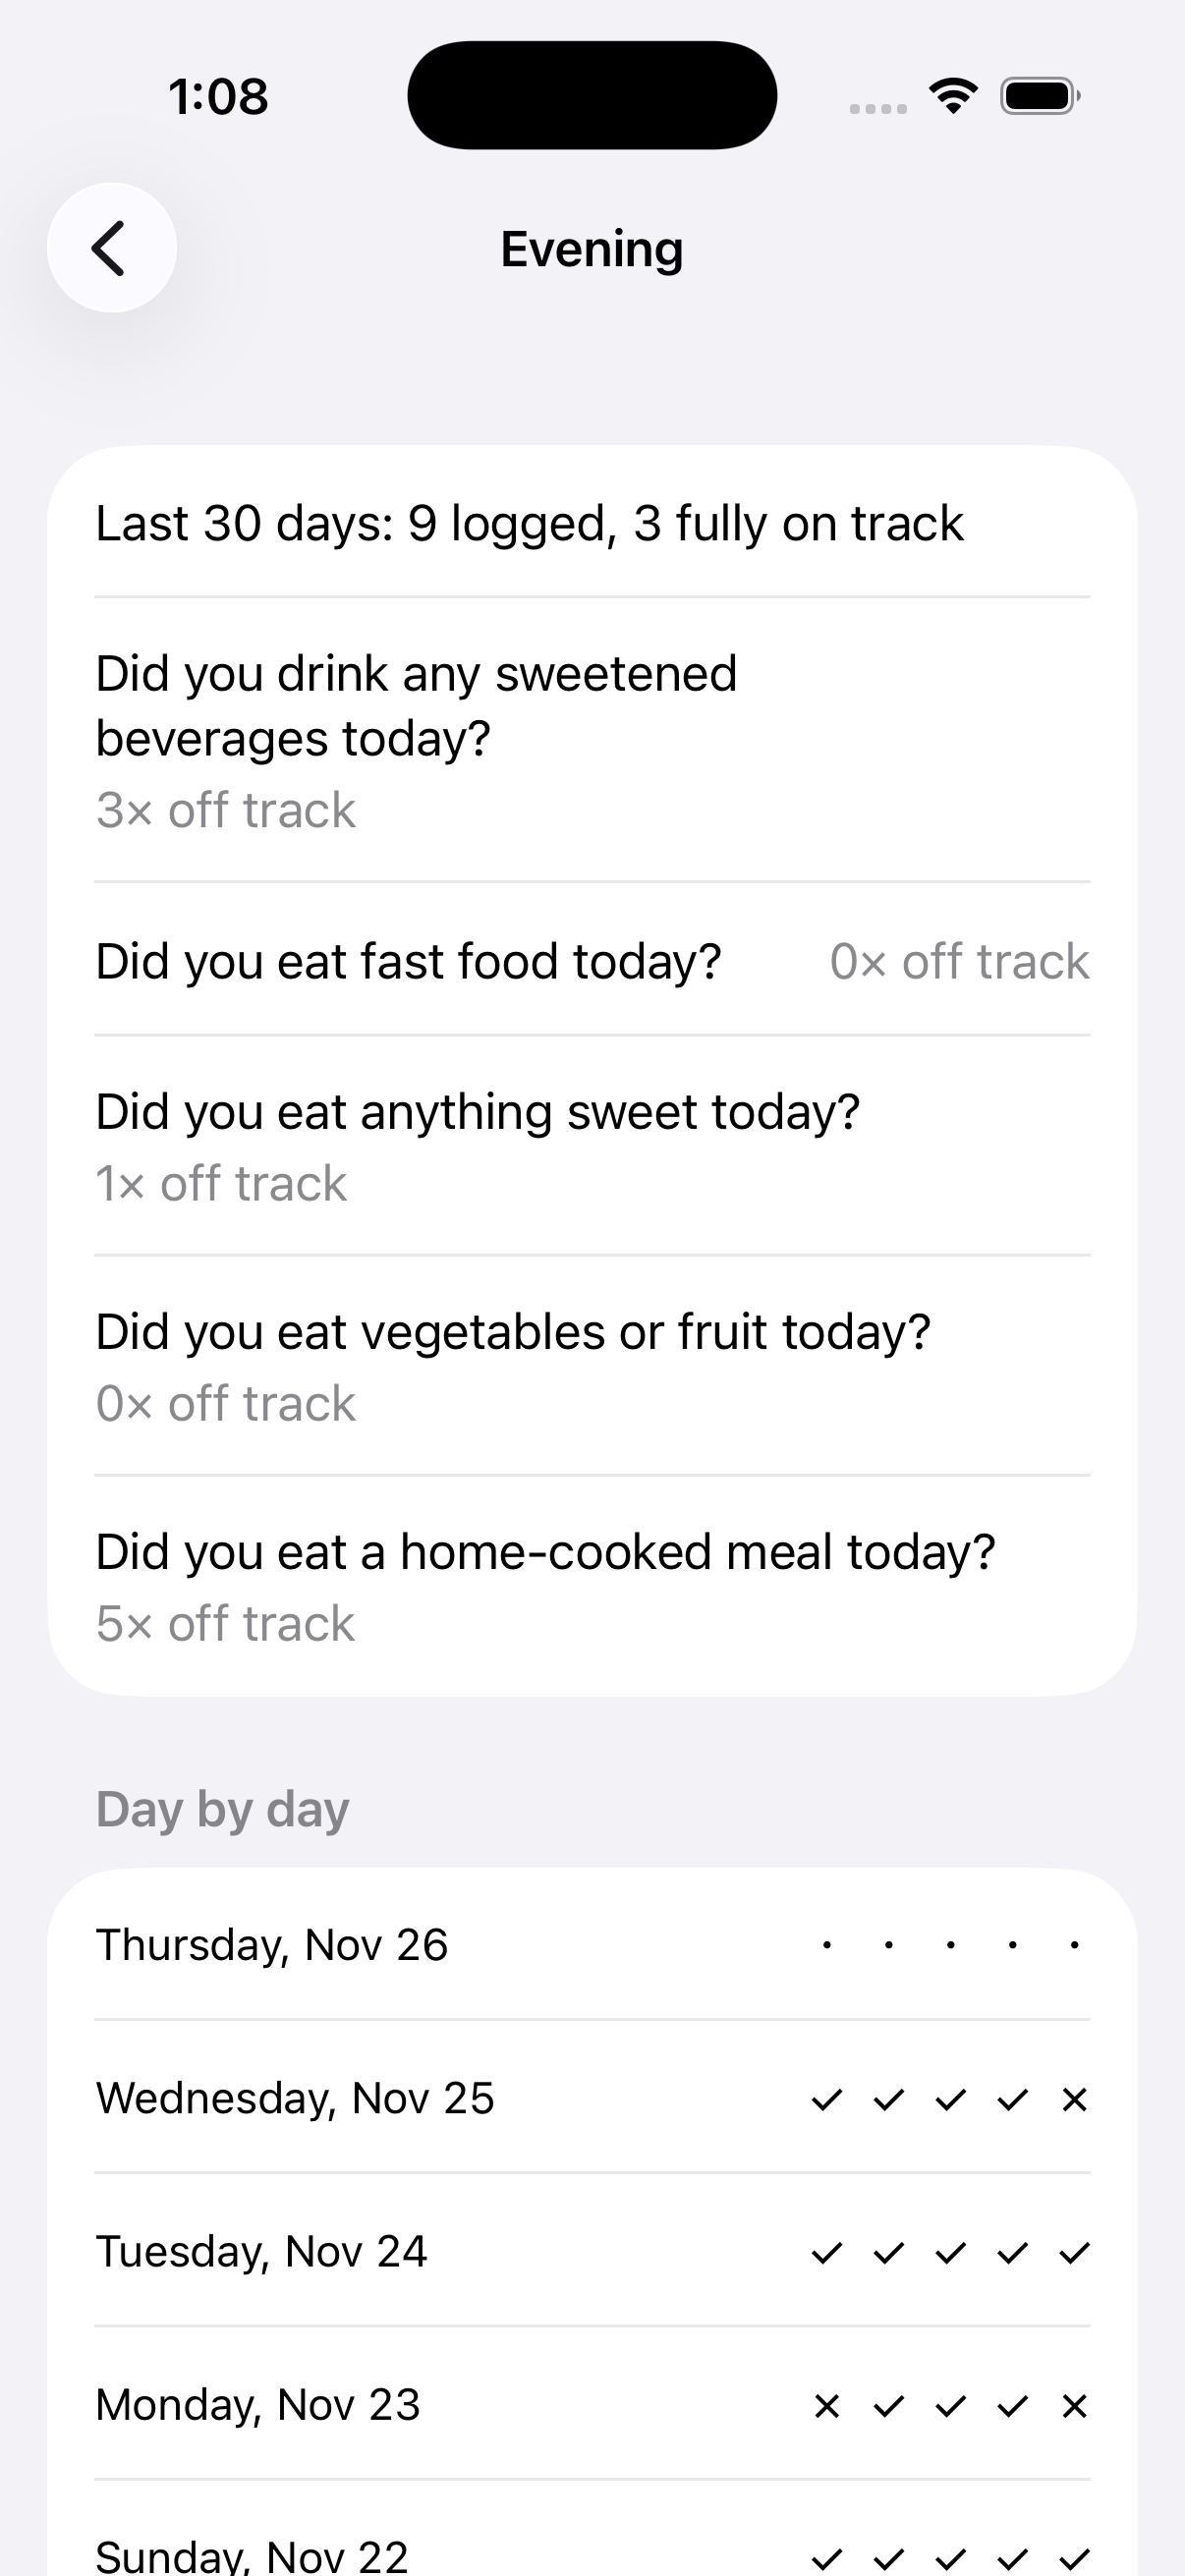 1:08
Evening
Last 30 days: 9 logged, 3 fully on track
Did you drink any sweetened
beverages today?
3× off track
Did you eat fast food today? 0× off track
Did you eat anything sweet today?
1× off track
Did you eat vegetables or fruit today?
0× off track
Did you eat a home-cooked meal today?
5× off track
Day by day
Thursday, Nov 26 · · · · ·
Wednesday, Nov 25 ✓ ✓ ✓ ✓ ✕
Tuesday, Nov 24 ✓ ✓ ✓ ✓ ✓
Monday, Nov 23 ✕ ✓ ✓ ✓ ✕
Sunday, Nov 22 ✓ ✓ ✓ ✓ ✓